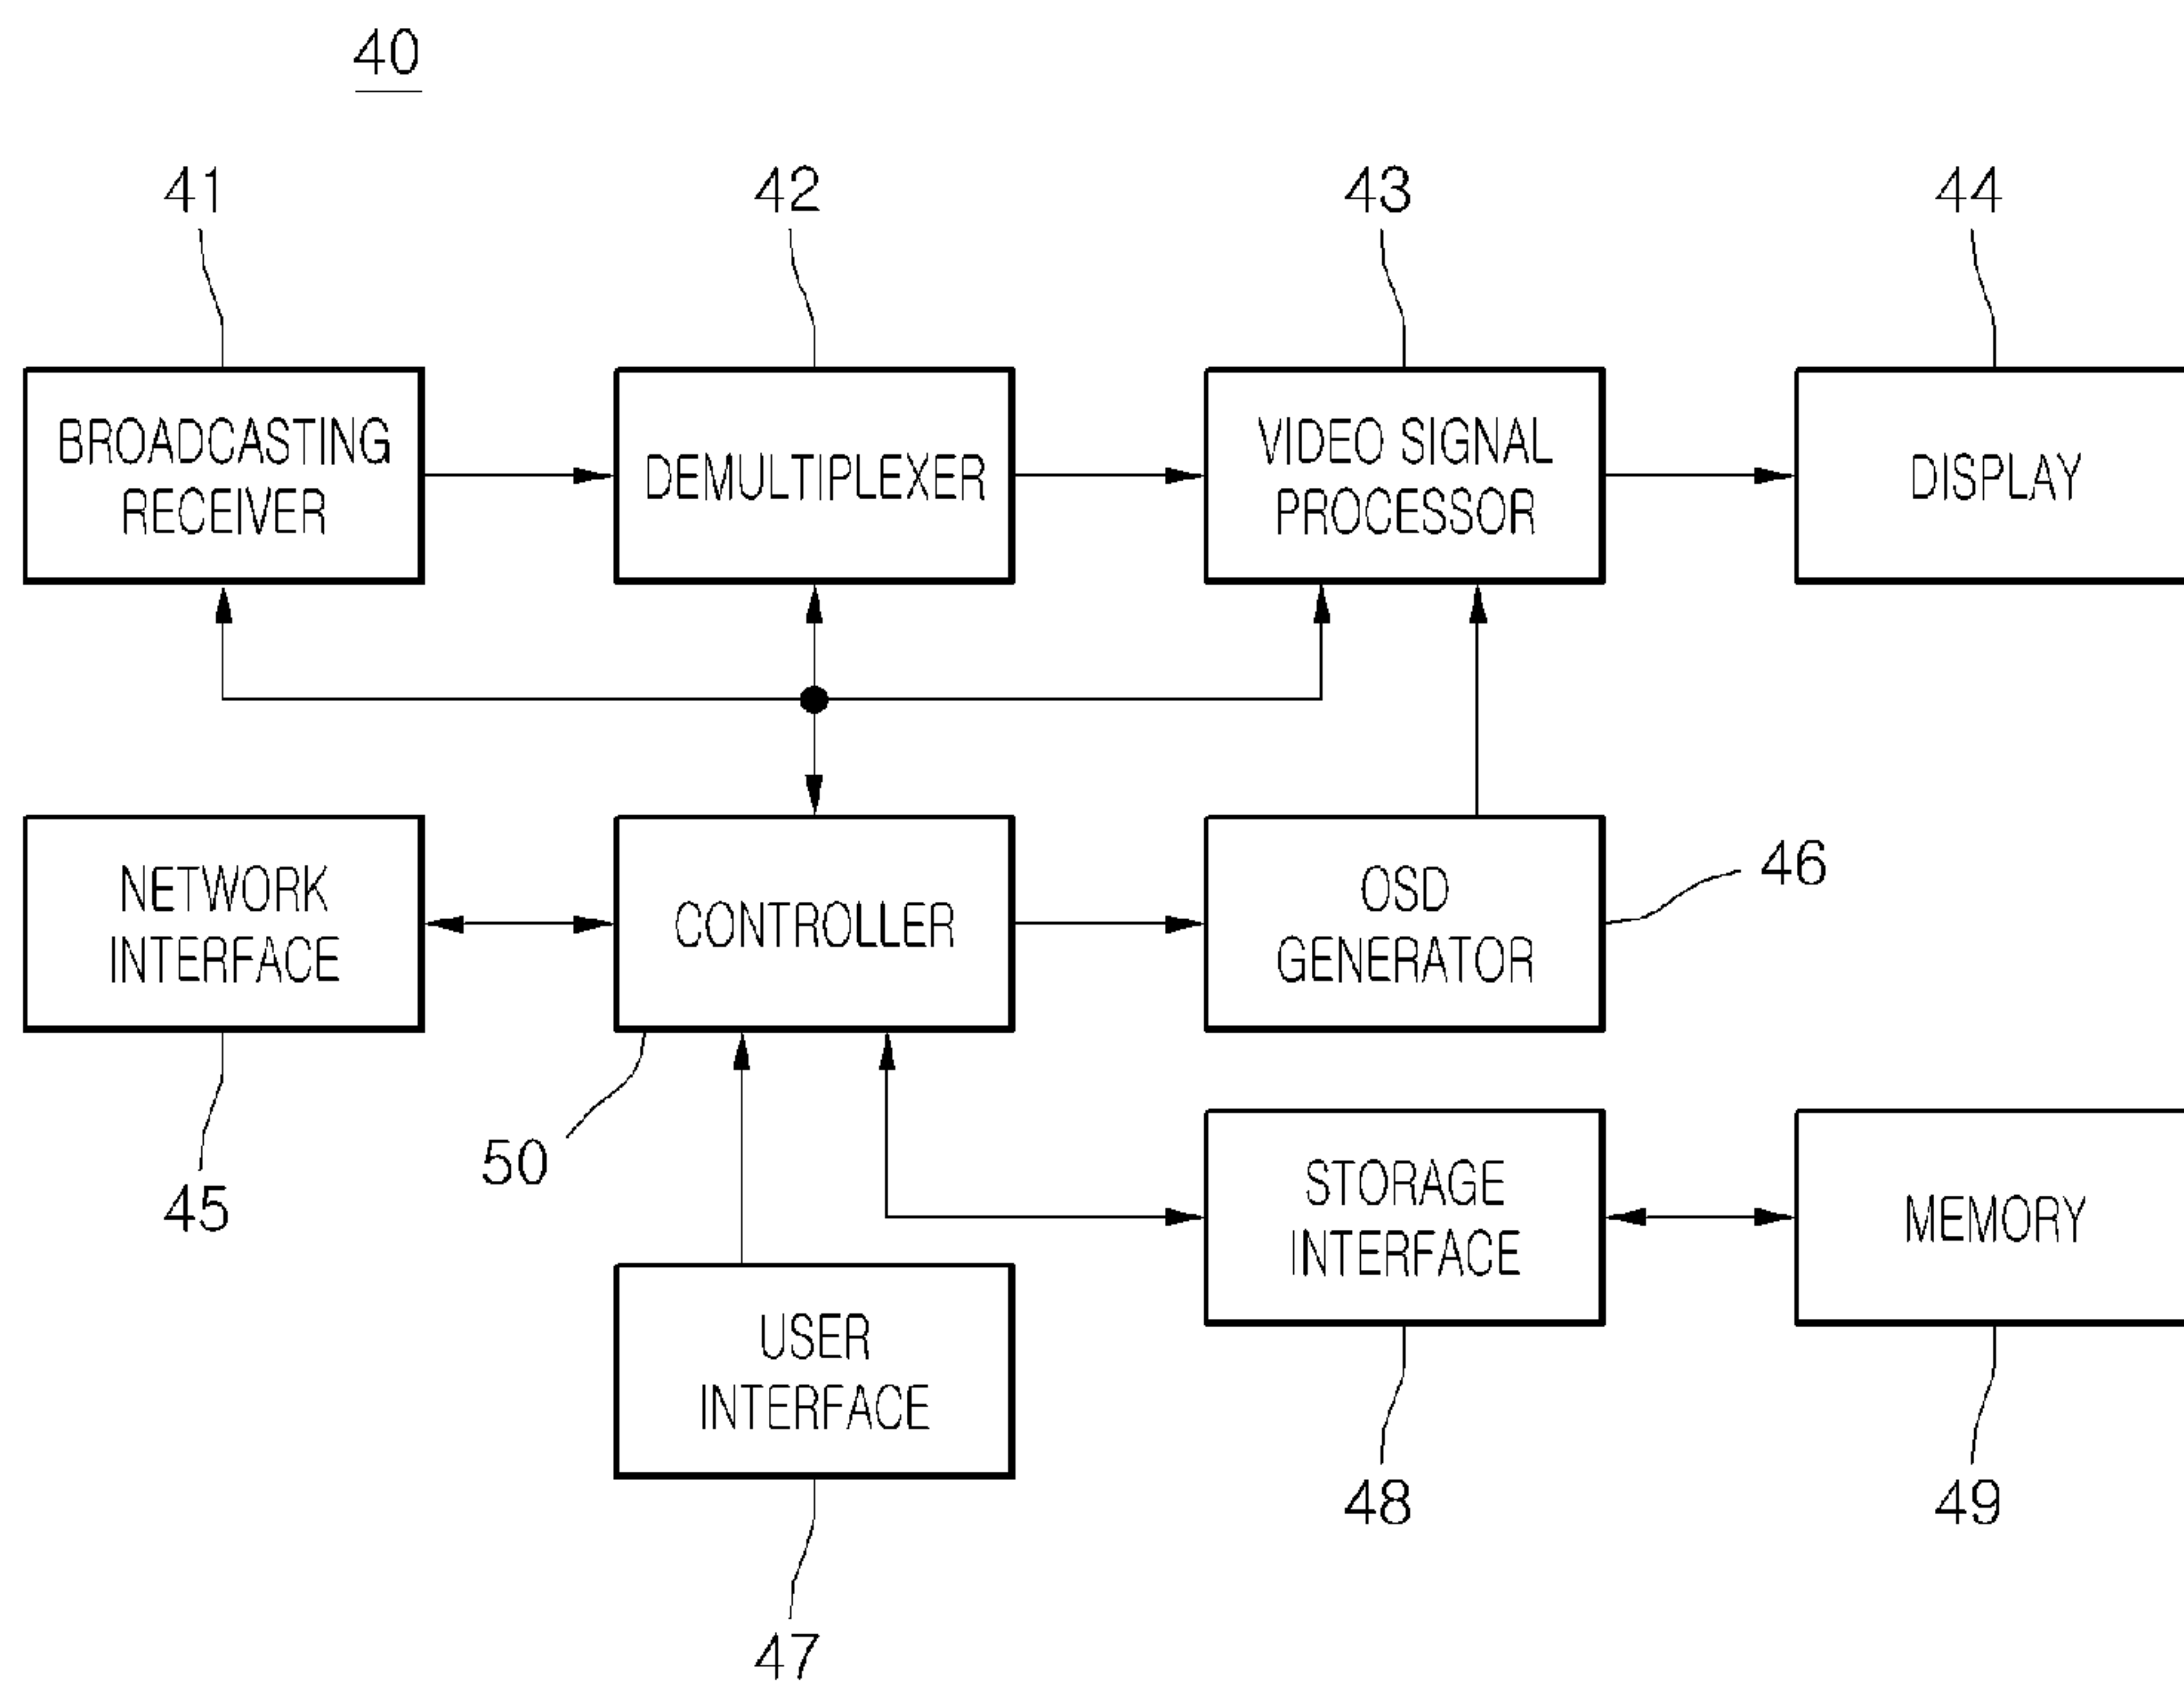 40
41
42
43
44
BROADCASTING
RECEIVER
DEMULTIPLEXER
VIDEO SIGNAL
PROCESSOR
DISPLAY
NETWORK
INTERFACE
CONTROLLER
OSD
GENERATOR
46
45
50
STORAGE
INTERFACE
MEMORY
USER
INTERFACE
48
49
47